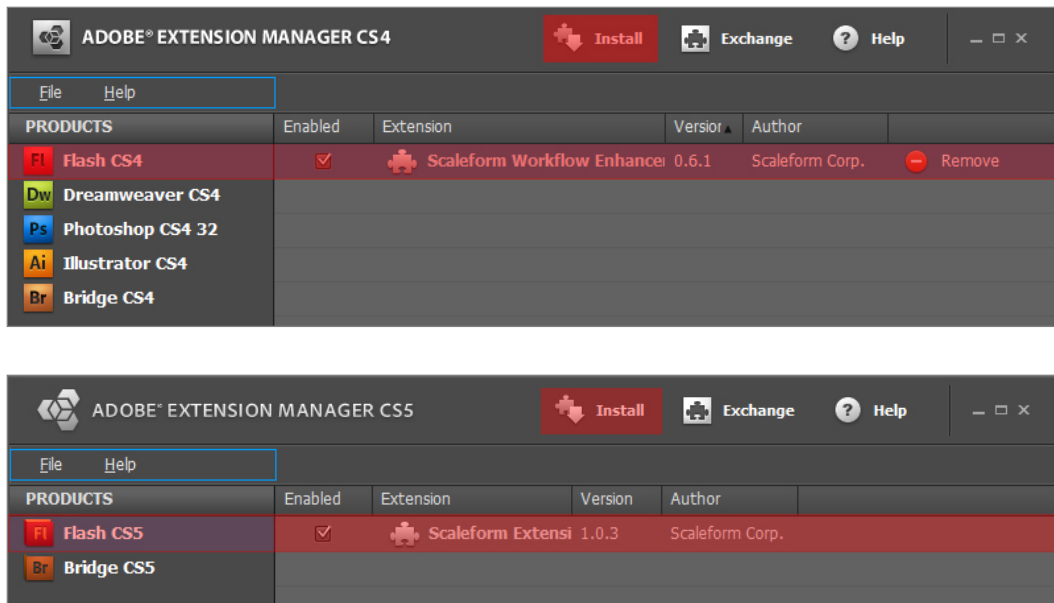 ADOBE® EXTENSION MANAGER CS4 Install Exchange ? Help
File Help
PRODUCTS Enabled Extension Version Author
Fl Flash CS4 Scaleform Workflow Enhancer 0.6.1 Scaleform Corp. Remove
Dw Dreamweaver CS4
Ps Photoshop CS4 32
Ai Illustrator CS4
Br Bridge CS4
ADOBE® EXTENSION MANAGER CS5 Install Exchange ? Help
File Help
PRODUCTS Enabled Extension Version Author
Fl Flash CS5 Scaleform Extensi 1.0.3 Scaleform Corp.
Br Bridge CS5